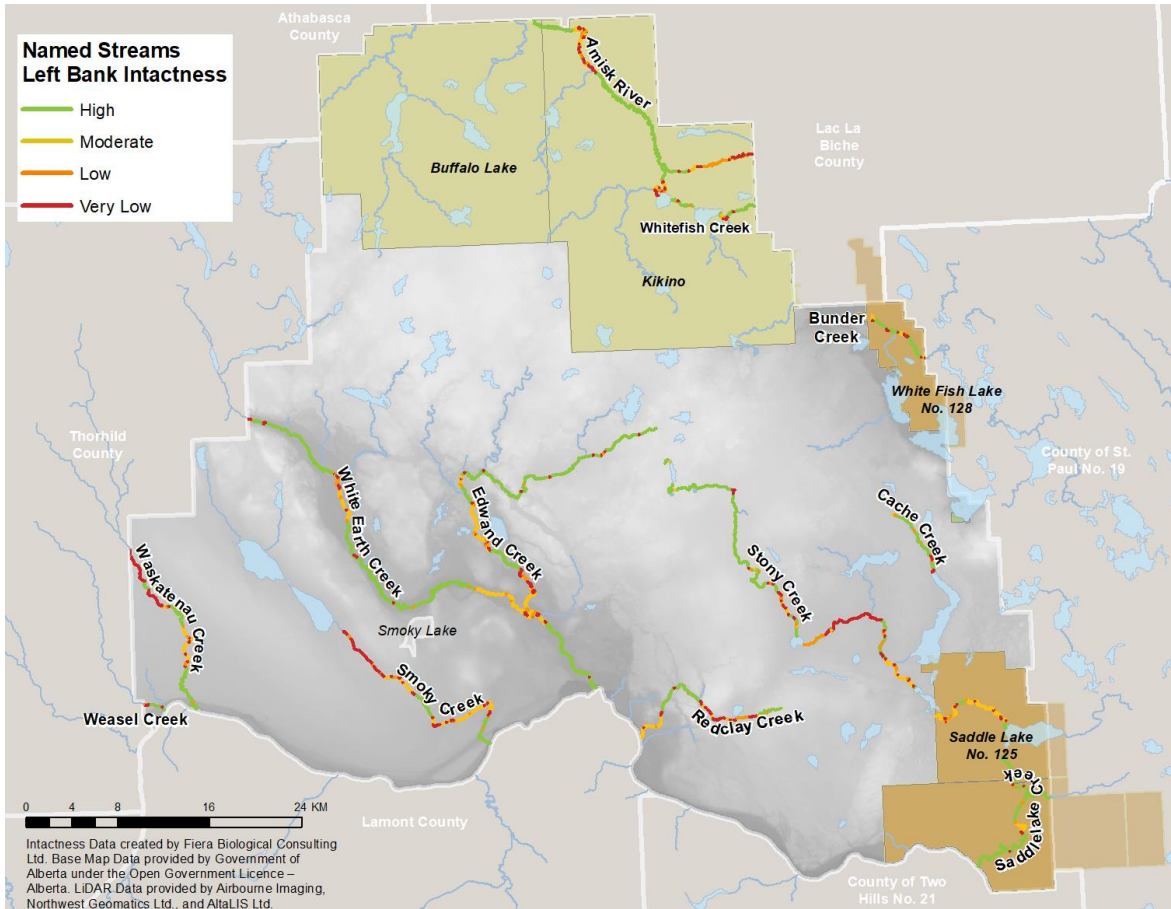 Athabasca
County
Named Streams
Left Bank Intactness
High
Moderate
Low
Very Low
Amisk River
Lac La
Biche
County
Buffalo Lake
Whitefish Creek
Kikino
Bunder
Creek
White Fish Lake
No. 128
Thorhild
County
County of St.
Paul No. 19
White Earth Creek
Edwand Creek
Cache Creek
Waskatenau Creek
Stony Creek
Smoky Lake
Smoky Creek
Weasel Creek
Redclay Creek
Saddle Lake
No. 125
Saddlelake Creek
0 4 8 16 24 KM
Lamont County
Intactness Data created by Fiera Biological Consulting
Ltd. Base Map Data provided by Government of
Alberta under the Open Government Licence –
Alberta. LiDAR Data provided by Airbourne Imaging,
Northwest Geomatics Ltd., and AltaLIS Ltd.
County of Two
Hills No. 21